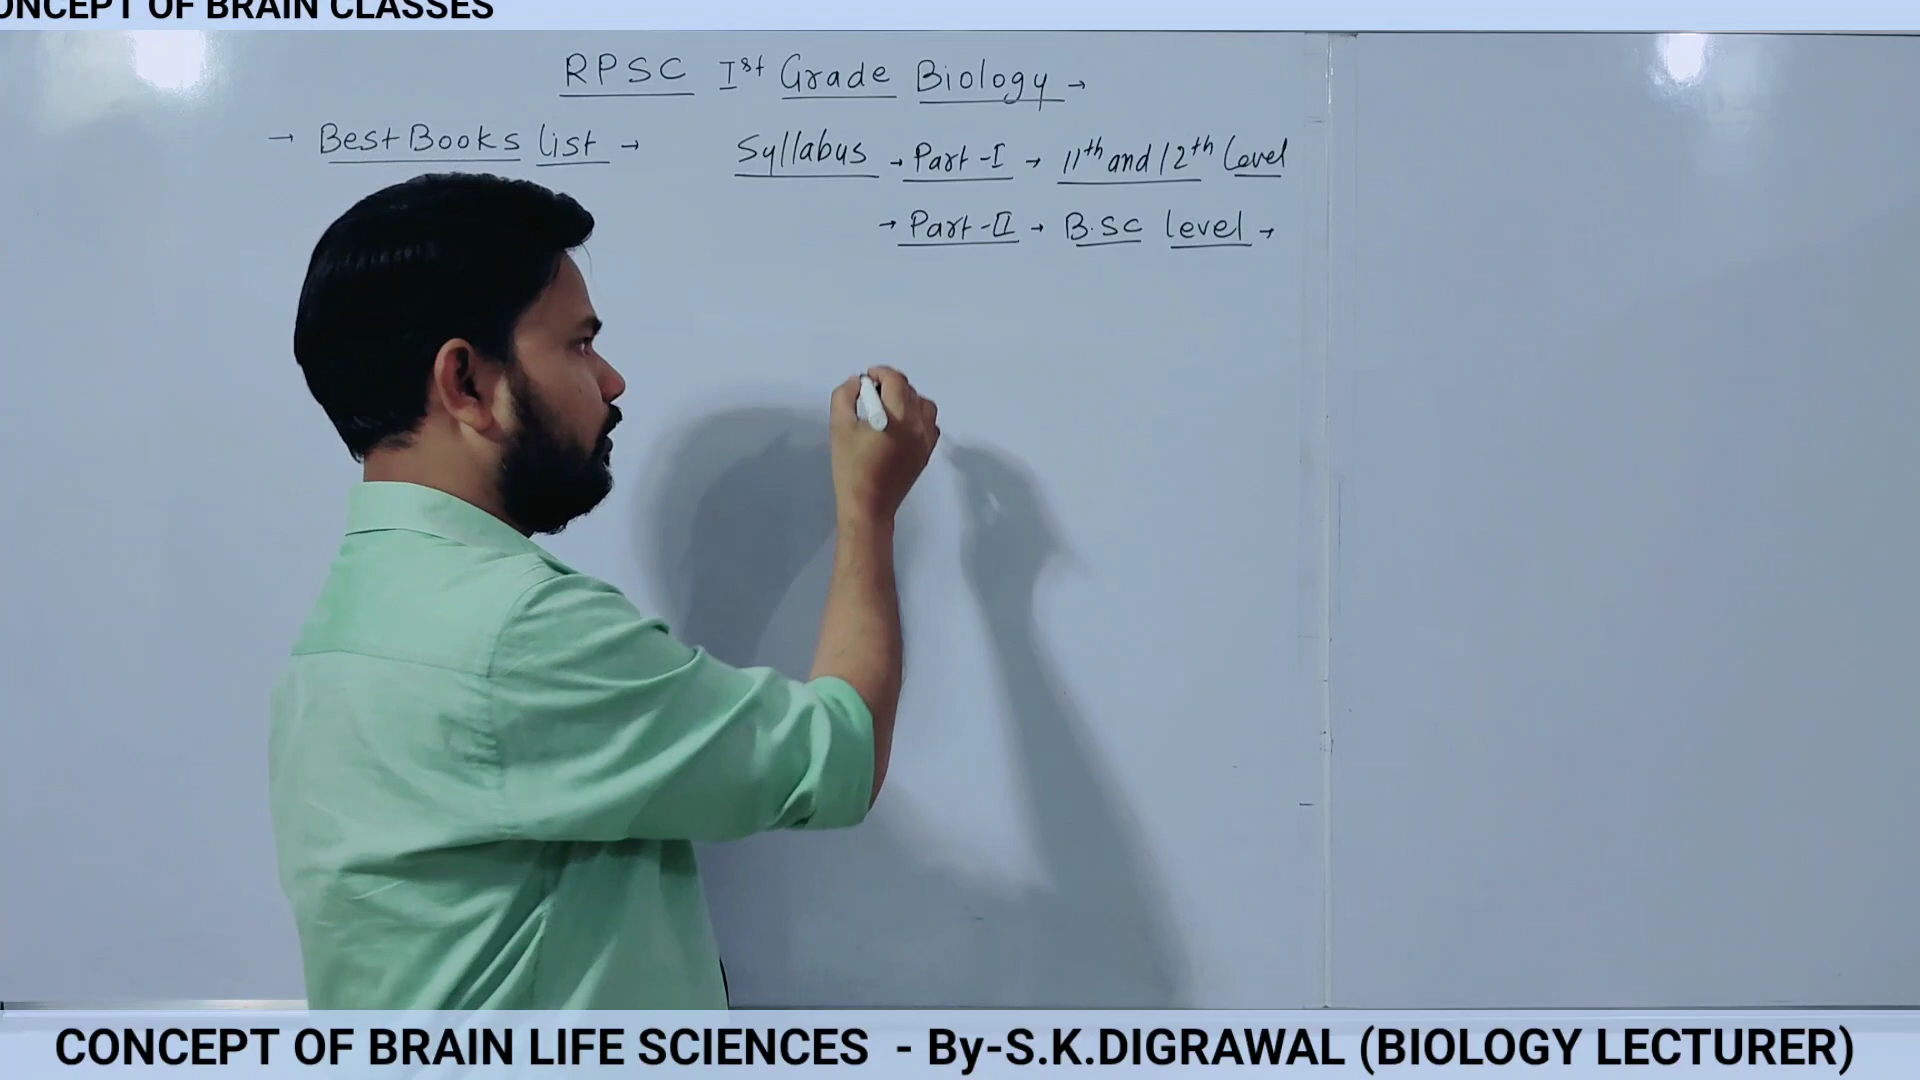 ONCEPT OF BRAIN CLASSES
RPSC Ist Grade Biology →
→ Best Books list →
Syllabus → Part-I → 11th and 12th level
→ Part-II → B.SC level →
CONCEPT OF BRAIN LIFE SCIENCES - By-S.K.DIGRAWAL (BIOLOGY LECTURER)